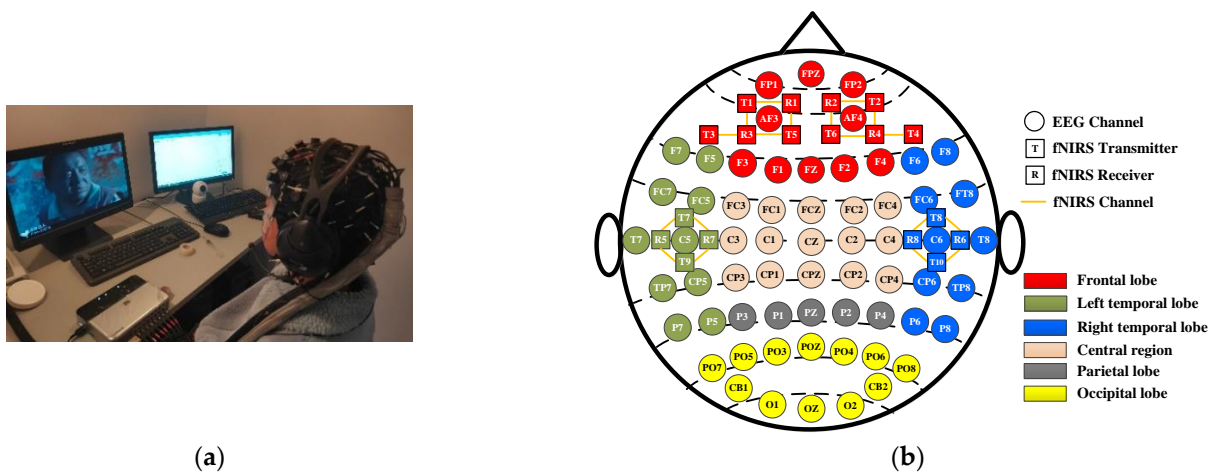 FPZ
FP1 FP2
T1 R1 R2 T2
AF3 AF4
T3 R3 T5 T6 R4 T4
F7 F5 F3 F1 FZ F2 F4 F6 F8
FC7 FC5 FC3 FC1 FCZ FC2 FC4 FC6 FT8
T7 T8
T7 R5 C5 R7 C3 C1 CZ C2 C4 R8 C6 R6 T8
T9 T10
TP7 CP5 CP3 CP1 CPZ CP2 CP4 CP6 TP8
P7 P5 P3 P1 PZ P2 P4 P6 P8
PO7 PO5 PO3 POZ PO4 PO6 PO8
CB1 CB2
O1 OZ O2
EEG Channel
T fNIRS Transmitter
R fNIRS Receiver
fNIRS Channel
Frontal lobe
Left temporal lobe
Right temporal lobe
Central region
Parietal lobe
Occipital lobe
(a) (b)